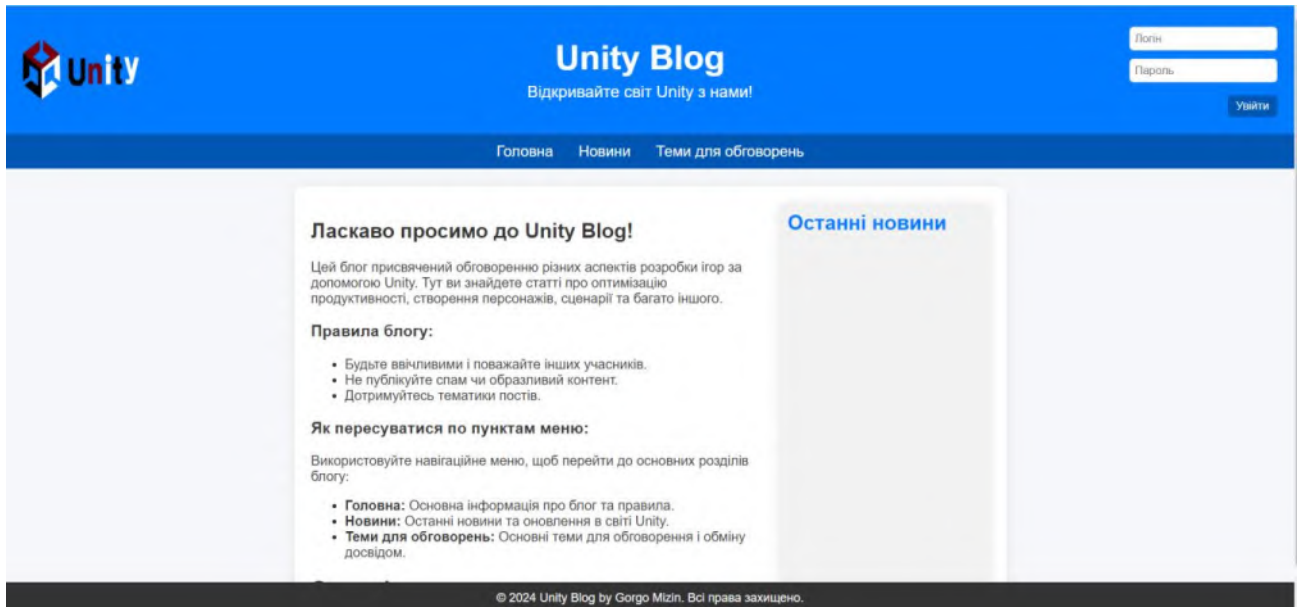 Unity
Unity Blog
Відкривайте світ Unity з нами!
Логін
Пароль
Увійти
Головна Новини Теми для обговорень
Ласкаво просимо до Unity Blog!
Цей блог присвячений обговоренню різних аспектів розробки ігор за
допомогою Unity. Тут ви знайдете статті про оптимізацію
продуктивності, створення персонажів, сценарії та багато іншого.
Правила блогу:
Будьте ввічливими і поважайте інших учасників.
Не публікуйте спам чи образливий контент.
Дотримуйтесь тематики постів.
Як пересуватися по пунктам меню:
Використовуйте навігаційне меню, щоб перейти до основних розділів
блогу:
Головна: Основна інформація про блог та правила.
Новини: Останні новини та оновлення в світі Unity.
Теми для обговорень: Основні теми для обговорення і обміну
досвідом.
Останні новини
© 2024 Unity Blog by Gorgo Mizin. Всі права захищено.